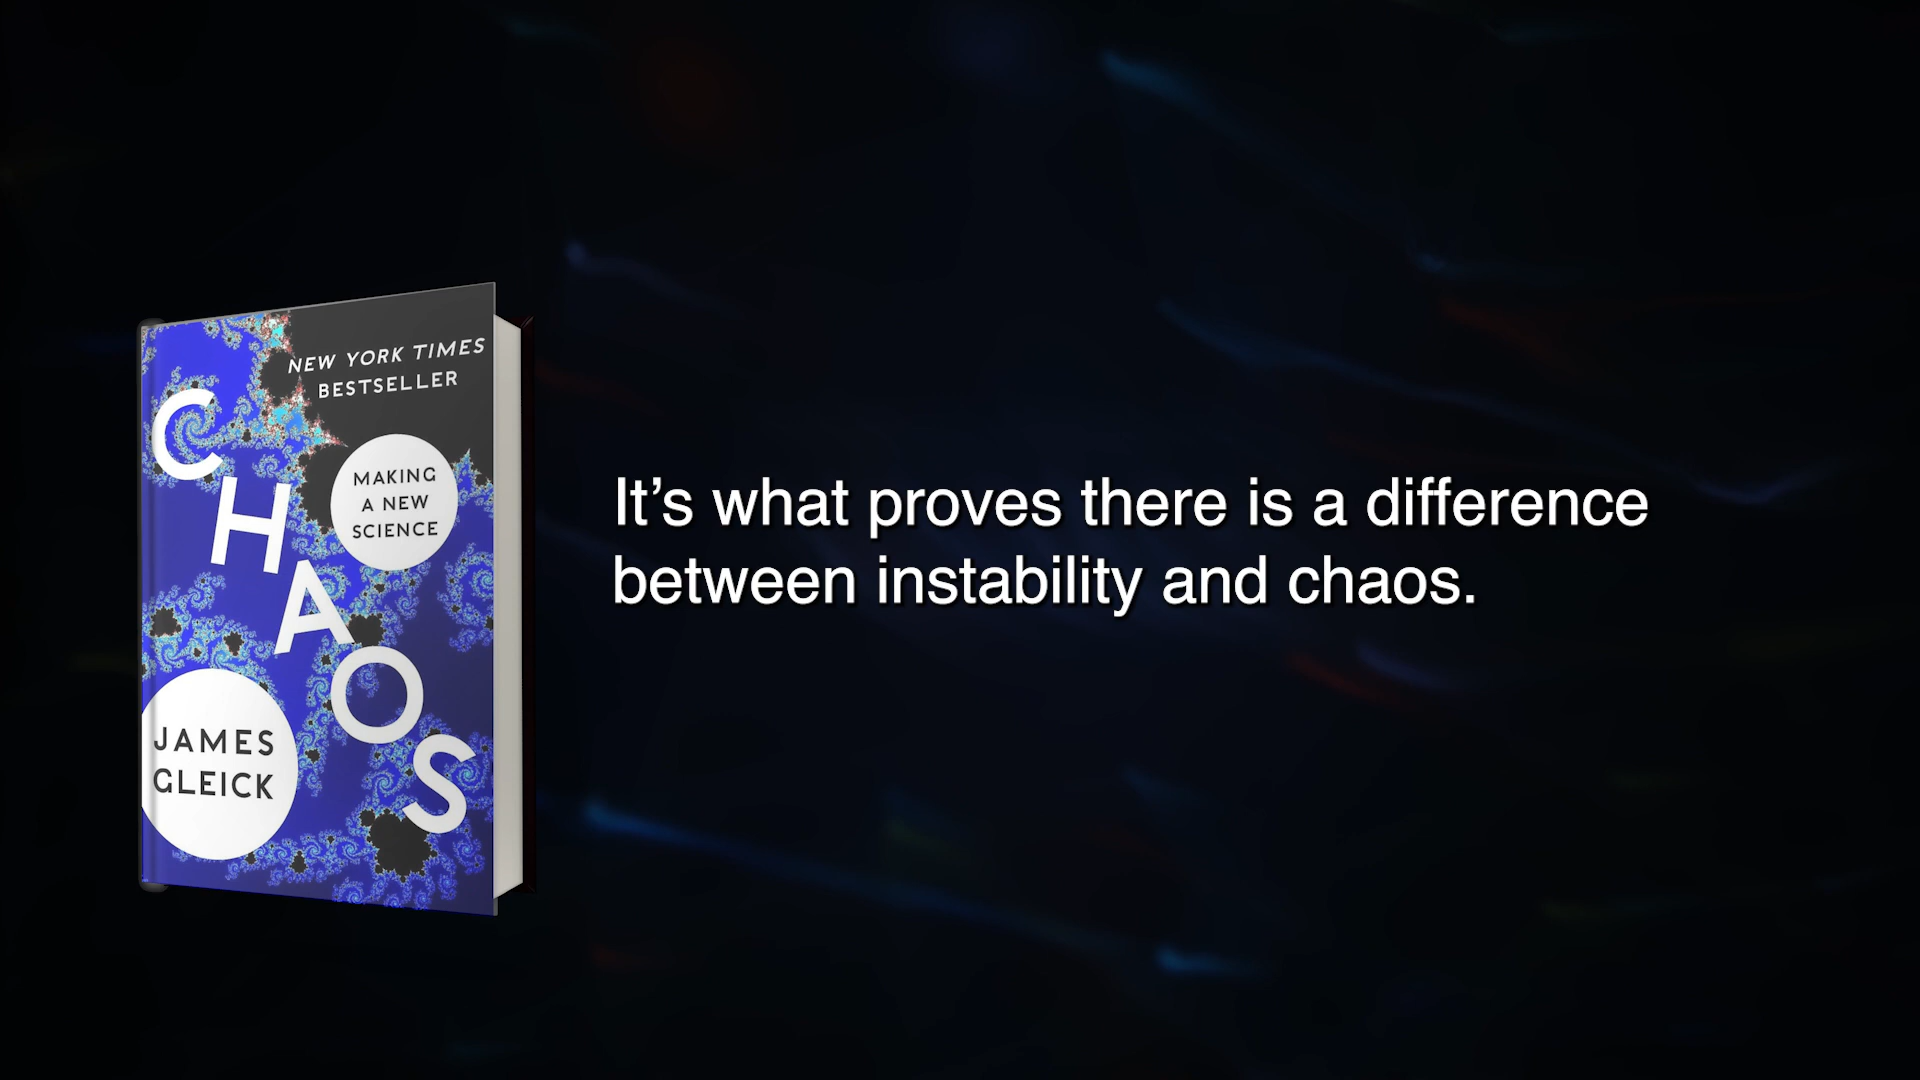 NEW YORK TIMES
BESTSELLER
CHAOS
MAKING
A NEW
SCIENCE
JAMES
GLEICK
It’s what proves there is a difference
between instability and chaos.